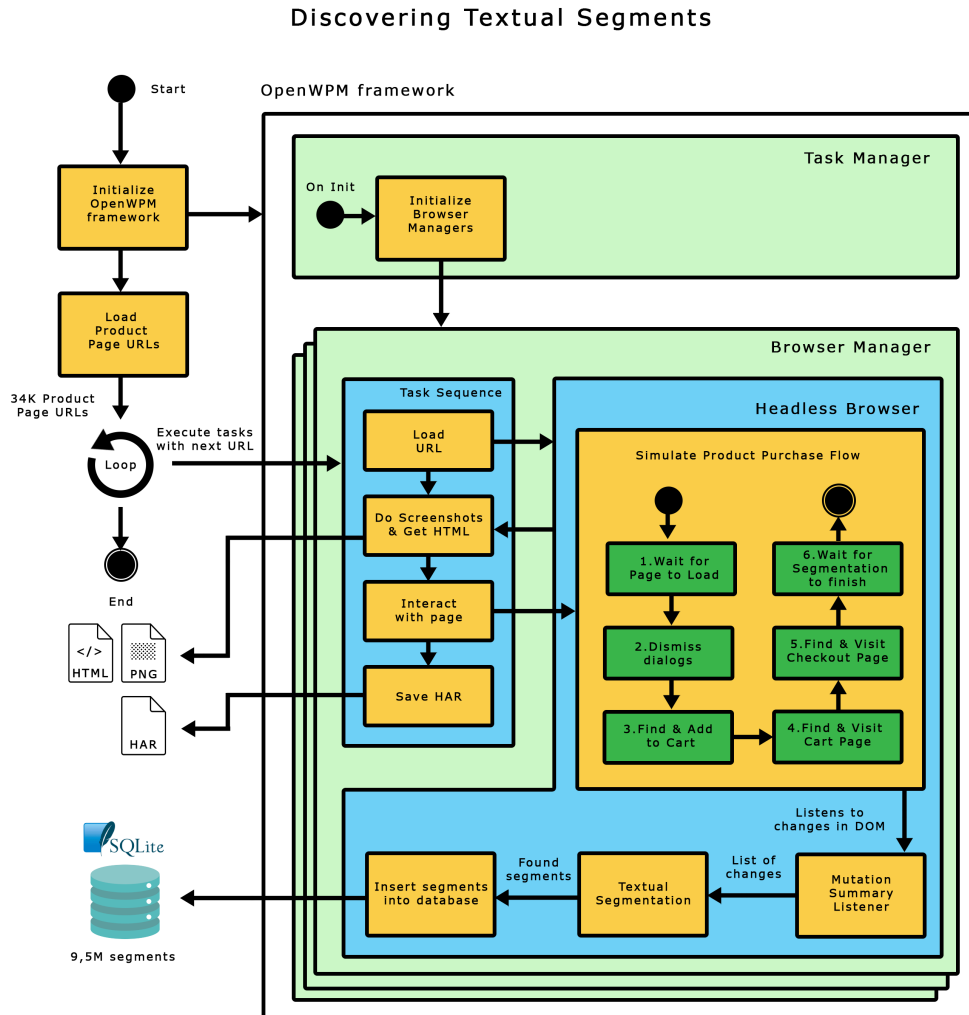 Discovering Textual Segments
Start
OpenWPM framework
Task Manager
Initialize
OpenWPM
framework
On Init
Initialize
Browser
Managers
Load
Product
Page URLs
Browser Manager
34K Product
Page URLs
Loop
Execute tasks
with next URL
End
Task Sequence
Load
URL
Do Screenshots
& Get HTML
Interact
with page
Save HAR
Headless Browser
Simulate Product Purchase Flow
1.Wait for
Page to Load
2.Dismiss
dialogs
3.Find & Add
to Cart
4.Find & Visit
Cart Page
5.Find & Visit
Checkout Page
6.Wait for
Segmentation
to finish
</>
HTML
PNG
HAR
Listens to
changes in DOM
Mutation
Summary
Listener
List of
changes
Textual
Segmentation
Found
segments
Insert segments
into database
SQLite
9,5M segments